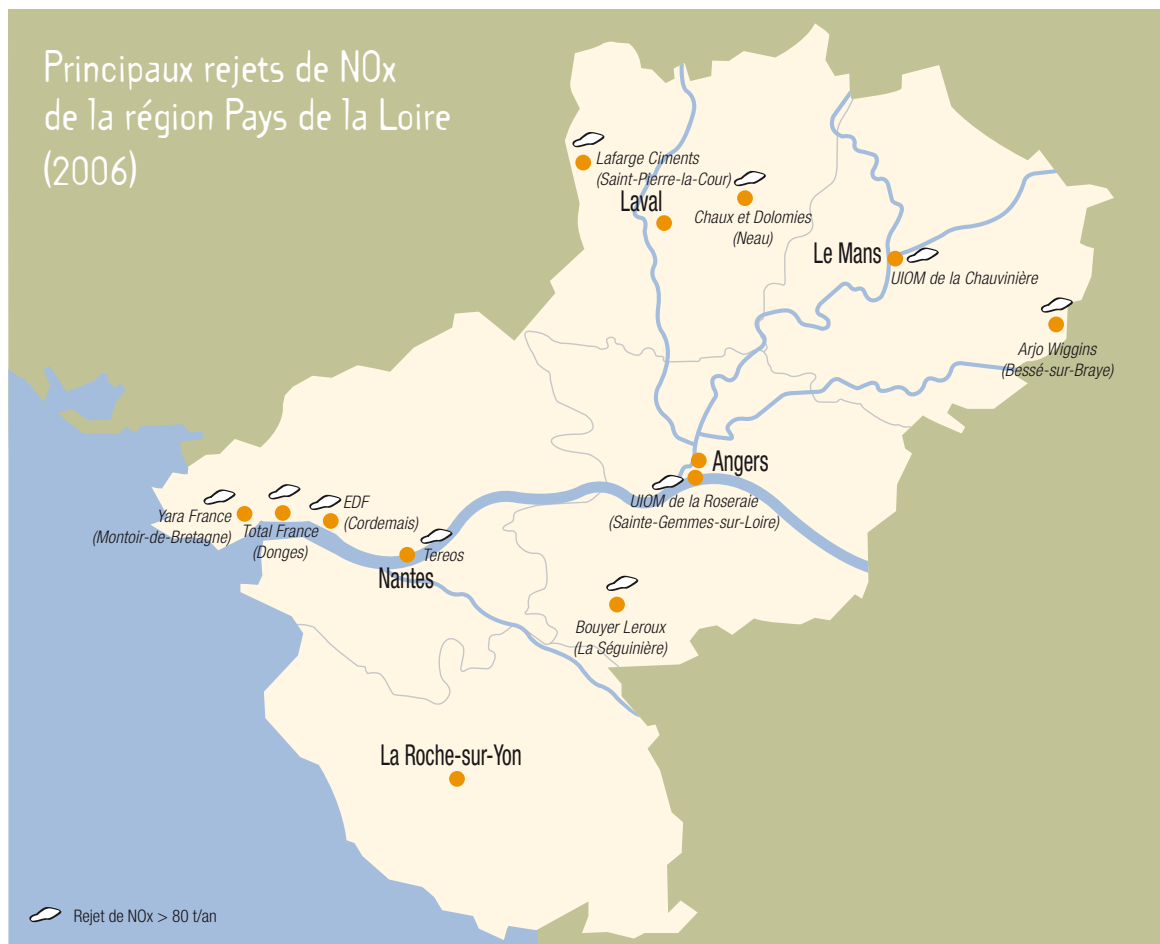 Principaux rejets de NOx
de la région Pays de la Loire
(2006)
Lafarge Ciments
(Saint-Pierre-la-Cour)
Laval
Chaux et Dolomies
(Neau)
Le Mans
UIOM de la Chauvinière
Arjo Wiggins
(Bessé-sur-Braye)
Angers
UIOM de la Roseraie
(Sainte-Gemmes-sur-Loire)
EDF
(Cordemais)
Yara France
(Montoir-de-Bretagne)
Total France
(Donges)
Tereos
Nantes
Bouyer Leroux
(La Séguinière)
La Roche-sur-Yon
Rejet de NOx > 80 t/an